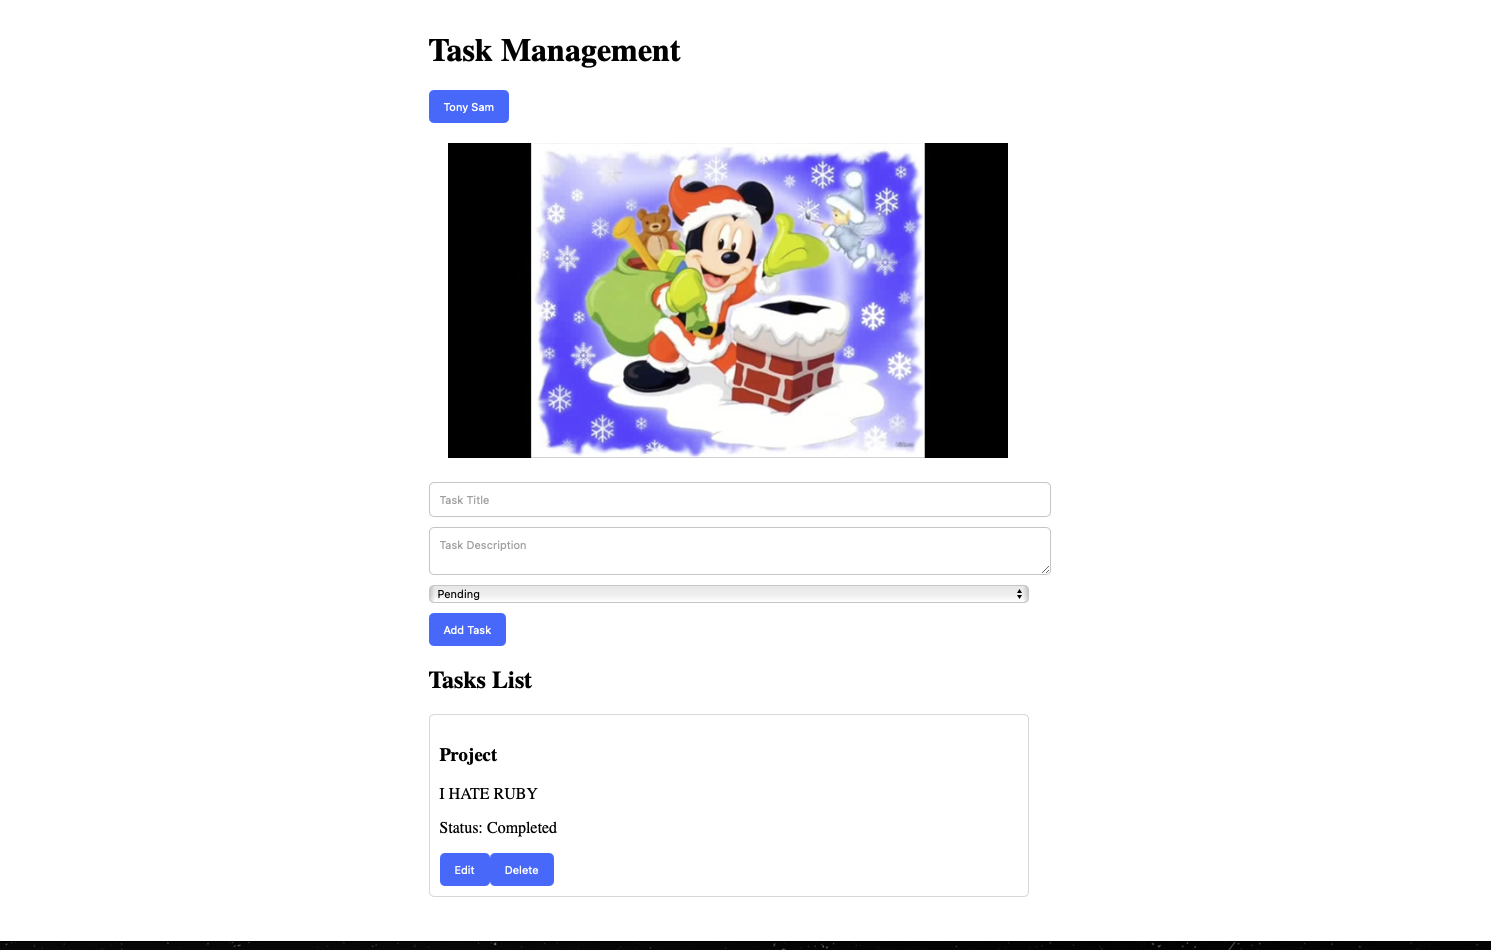 Task Management
Tony Sam
Task Title
Task Description
Pending
Add Task
Tasks List
Project
I HATE RUBY
Status: Completed
Edit Delete